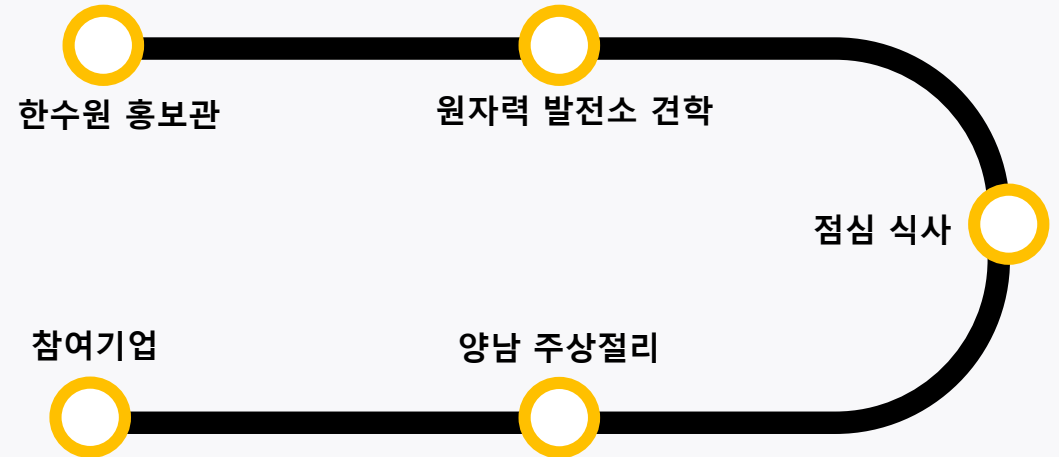 한수원 홍보관
원자력 발전소 견학
점심 식사
양남 주상절리
참여기업